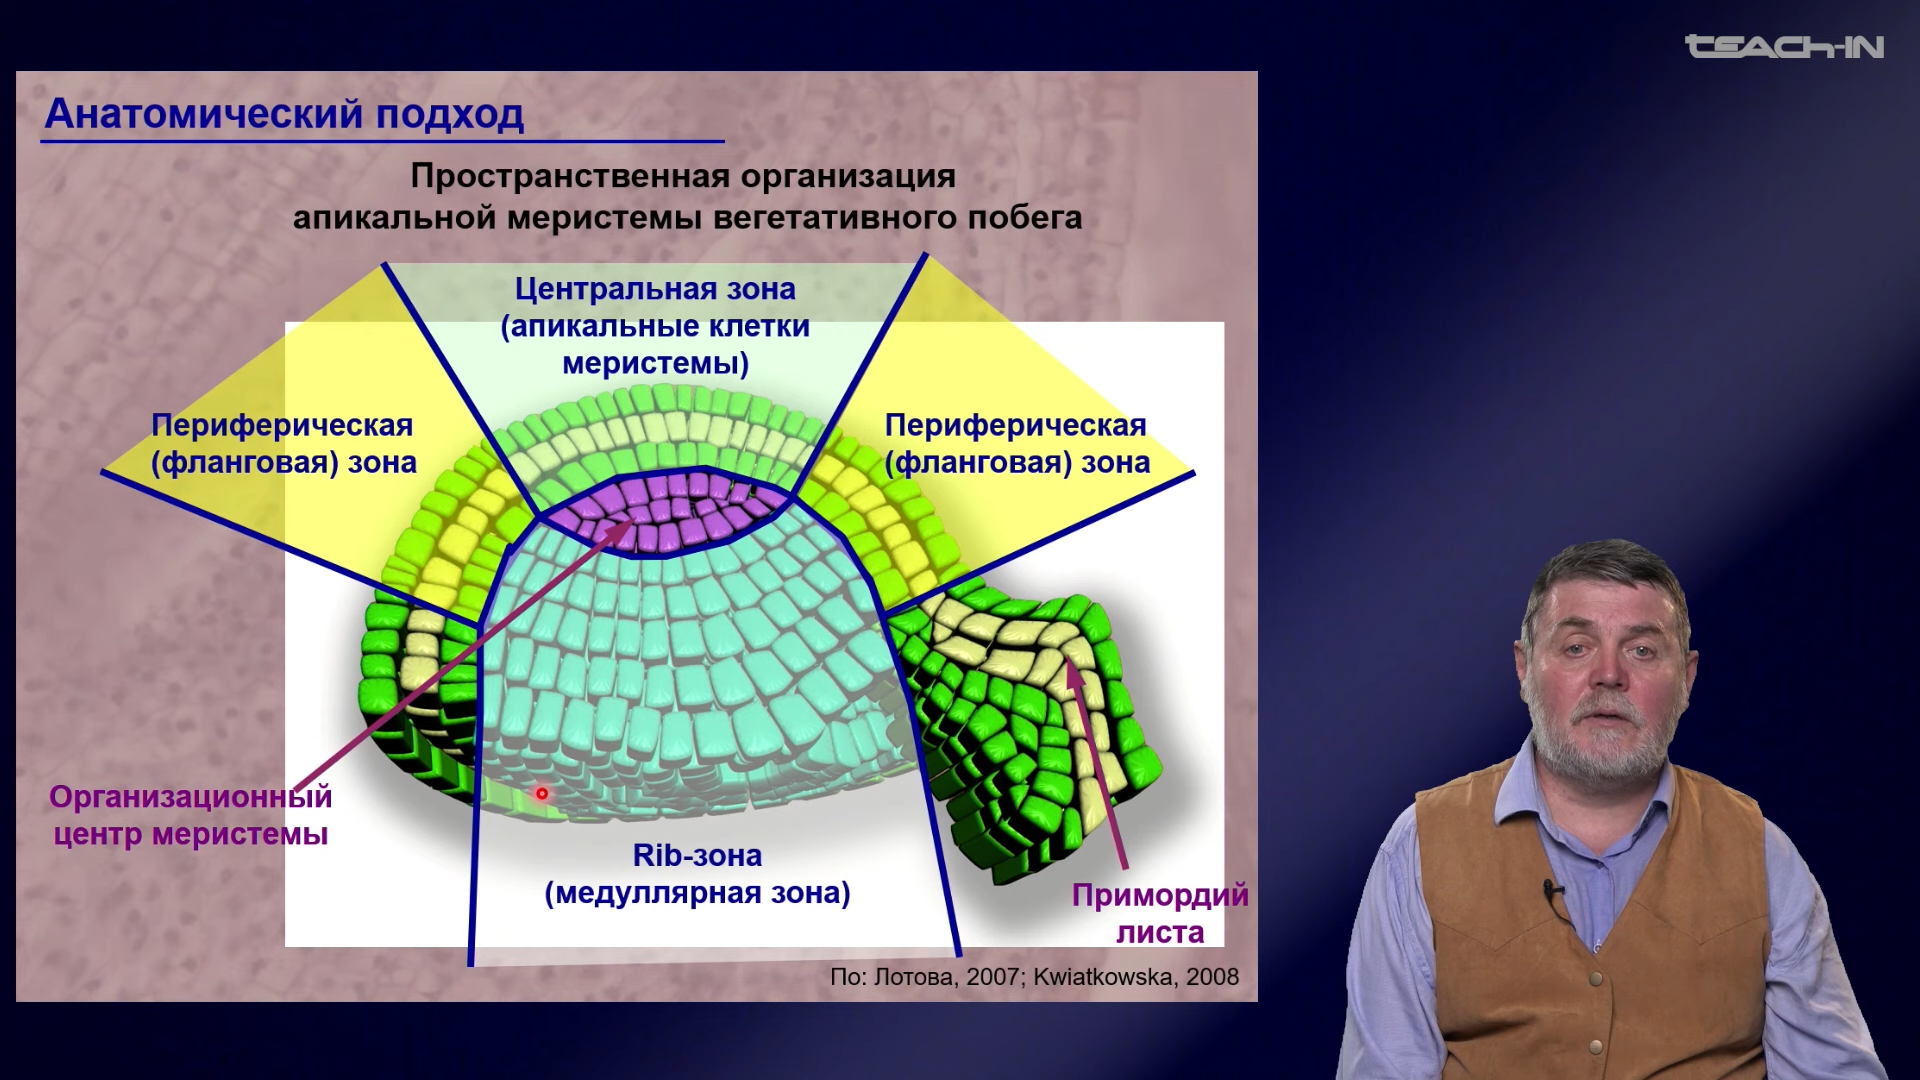 TEACH-IN
Анатомический подход
Пространственная организация
апикальной меристемы вегетативного побега
Центральная зона
(апикальные клетки
меристемы)
Периферическая
(фланговая) зона
Периферическая
(фланговая) зона
Организационный
центр меристемы
Rib-зона
(медуллярная зона)
Примордий
листа
По: Лотова, 2007; Kwiatkowska, 2008